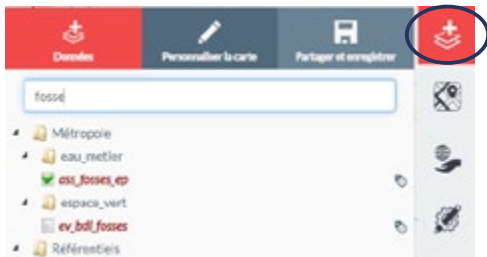 Données Personnaliser la carte Partager et enregistrer
fosse
Métropole
eau_metier
ass_fosses_ep
espace_vert
ev_bdl_fosses
Référentiels